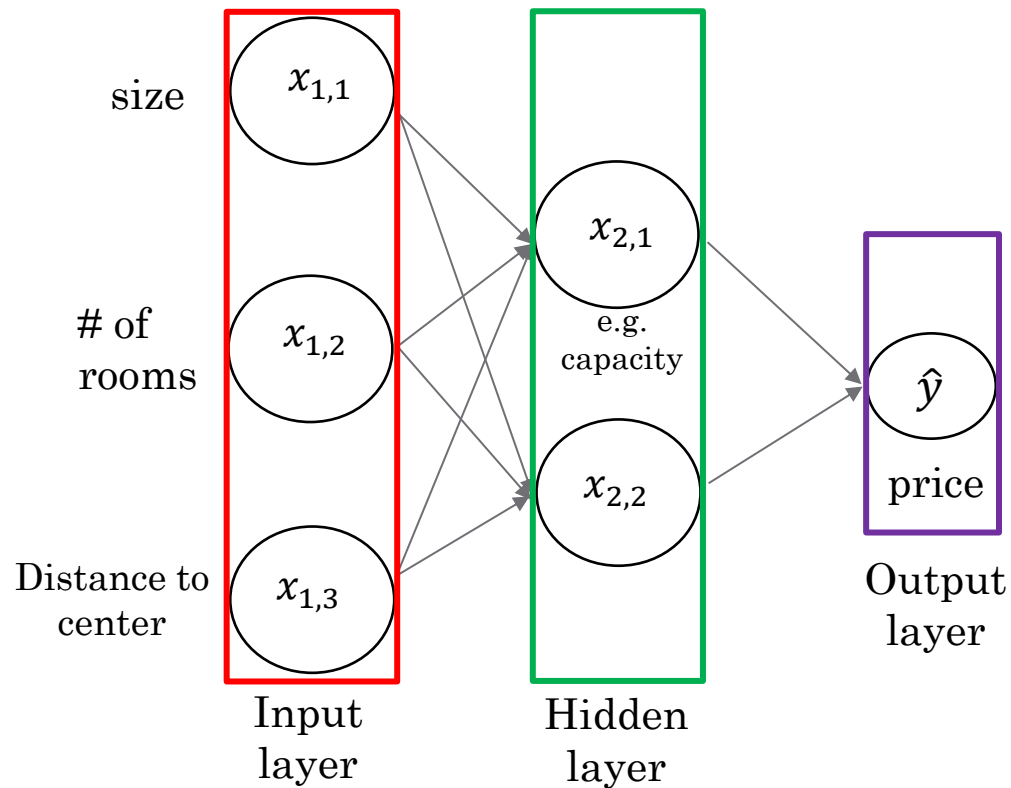 size
x1,1
# of
rooms
x1,2
Distance to
center
x1,3
Input
layer
x2,1
e.g.
capacity
x2,2
Hidden
layer
ŷ
price
Output
layer